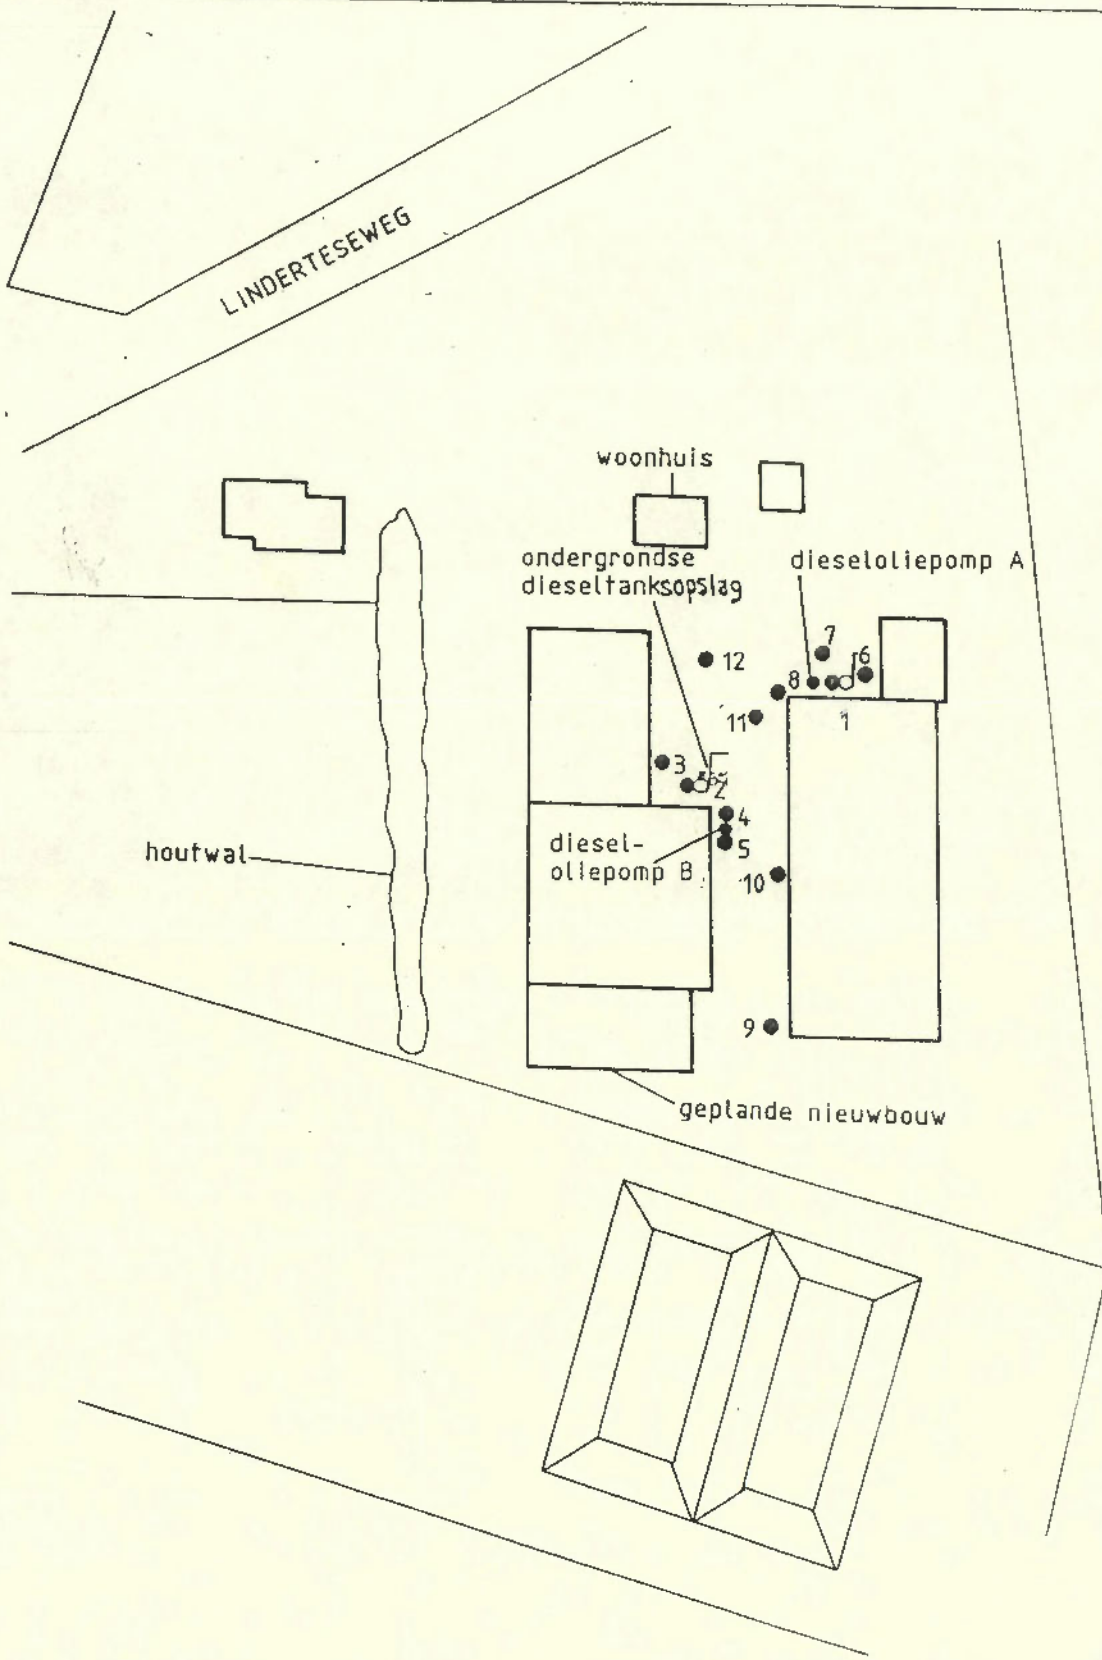 LINDERTESEWEG
woonhuis
ondergrondse
dieseltanksopslag
dieseloliepomp A
7
6
12
8
1
11
3
2
4
5
diesel-
oliepomp B
10
houtwal
9
geplande nieuwbouw